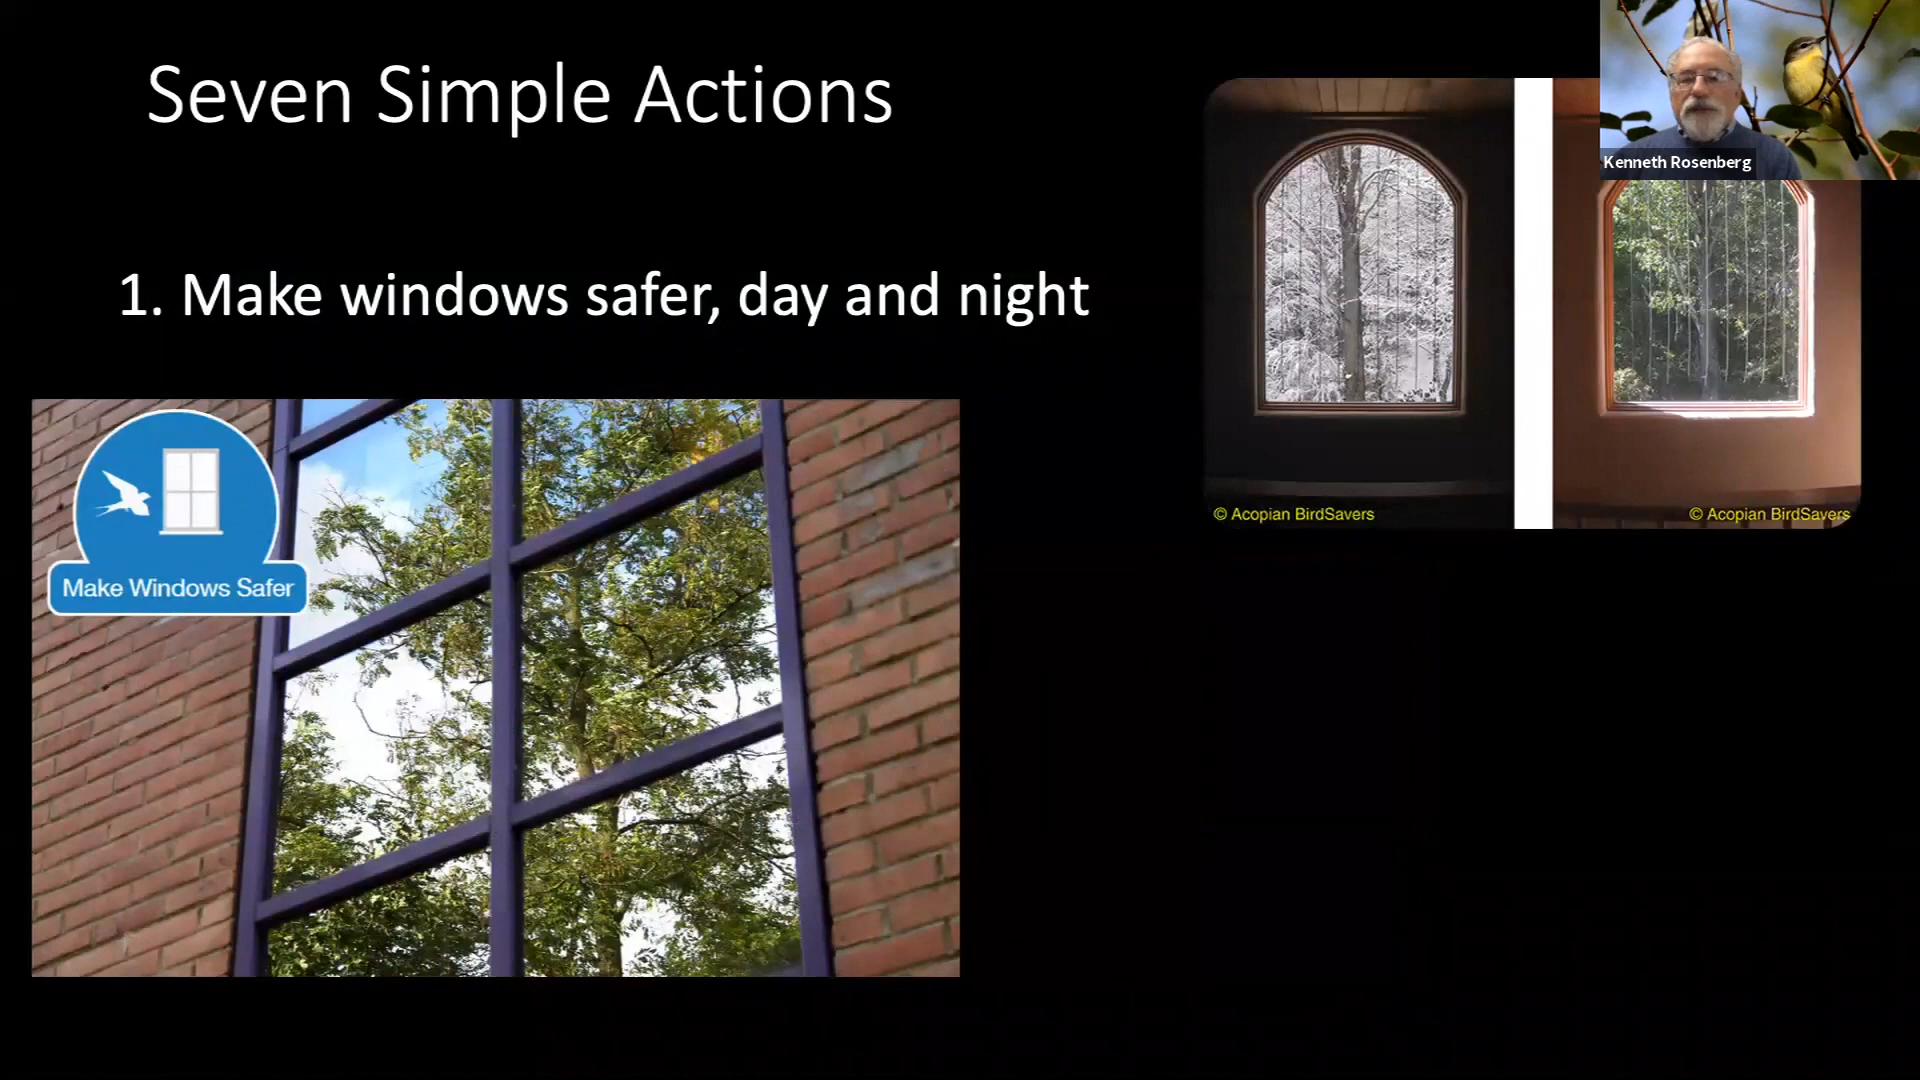 Seven Simple Actions
Kenneth Rosenberg
1. Make windows safer, day and night
Make Windows Safer
© Acopian BirdSavers
© Acopian BirdSavers